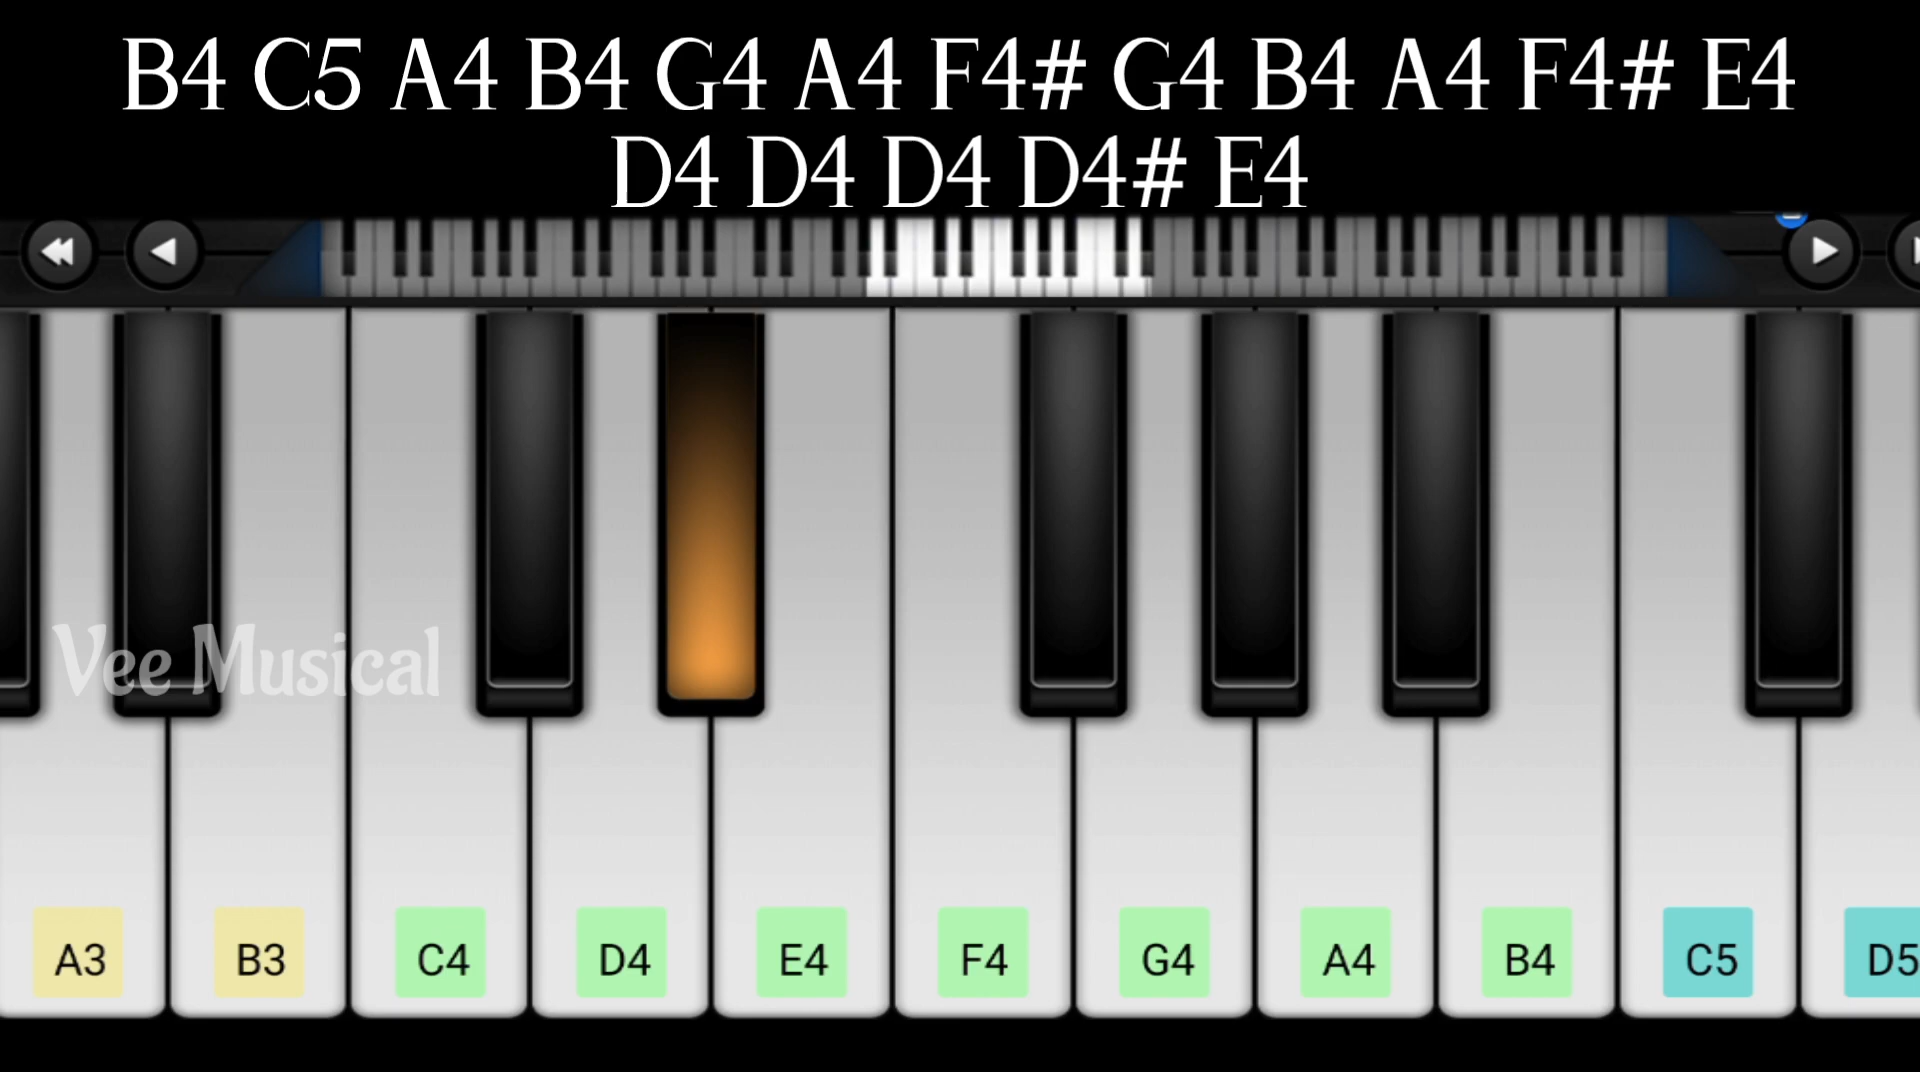 B4 C5 A4 B4 G4 A4 F4# G4 B4 A4 F4# E4
D4 D4 D4 D4# E4
Vee Musical
A3 B3 C4 D4 E4 F4 G4 A4 B4 C5 D5